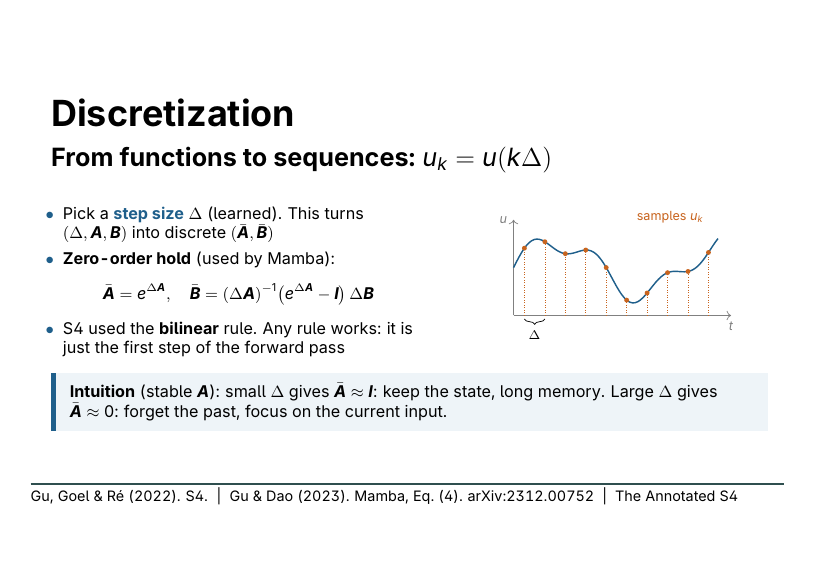 Discretization
From functions to sequences: uₖ = u(kΔ)
• Pick a step size Δ (learned). This turns
(Δ, A, B) into discrete (Ā, B̄)
• Zero-order hold (used by Mamba):
Ā = e^{ΔA},  B̄ = (ΔA)⁻¹(e^{ΔA} − I) ΔB
• S4 used the bilinear rule. Any rule works: it is
just the first step of the forward pass
u
samples uₖ
t
Δ
Intuition (stable A): small Δ gives Ā ≈ I: keep the state, long memory. Large Δ gives
Ā ≈ 0: forget the past, focus on the current input.
Gu, Goel & Ré (2022). S4. | Gu & Dao (2023). Mamba, Eq. (4). arXiv:2312.00752 | The Annotated S4